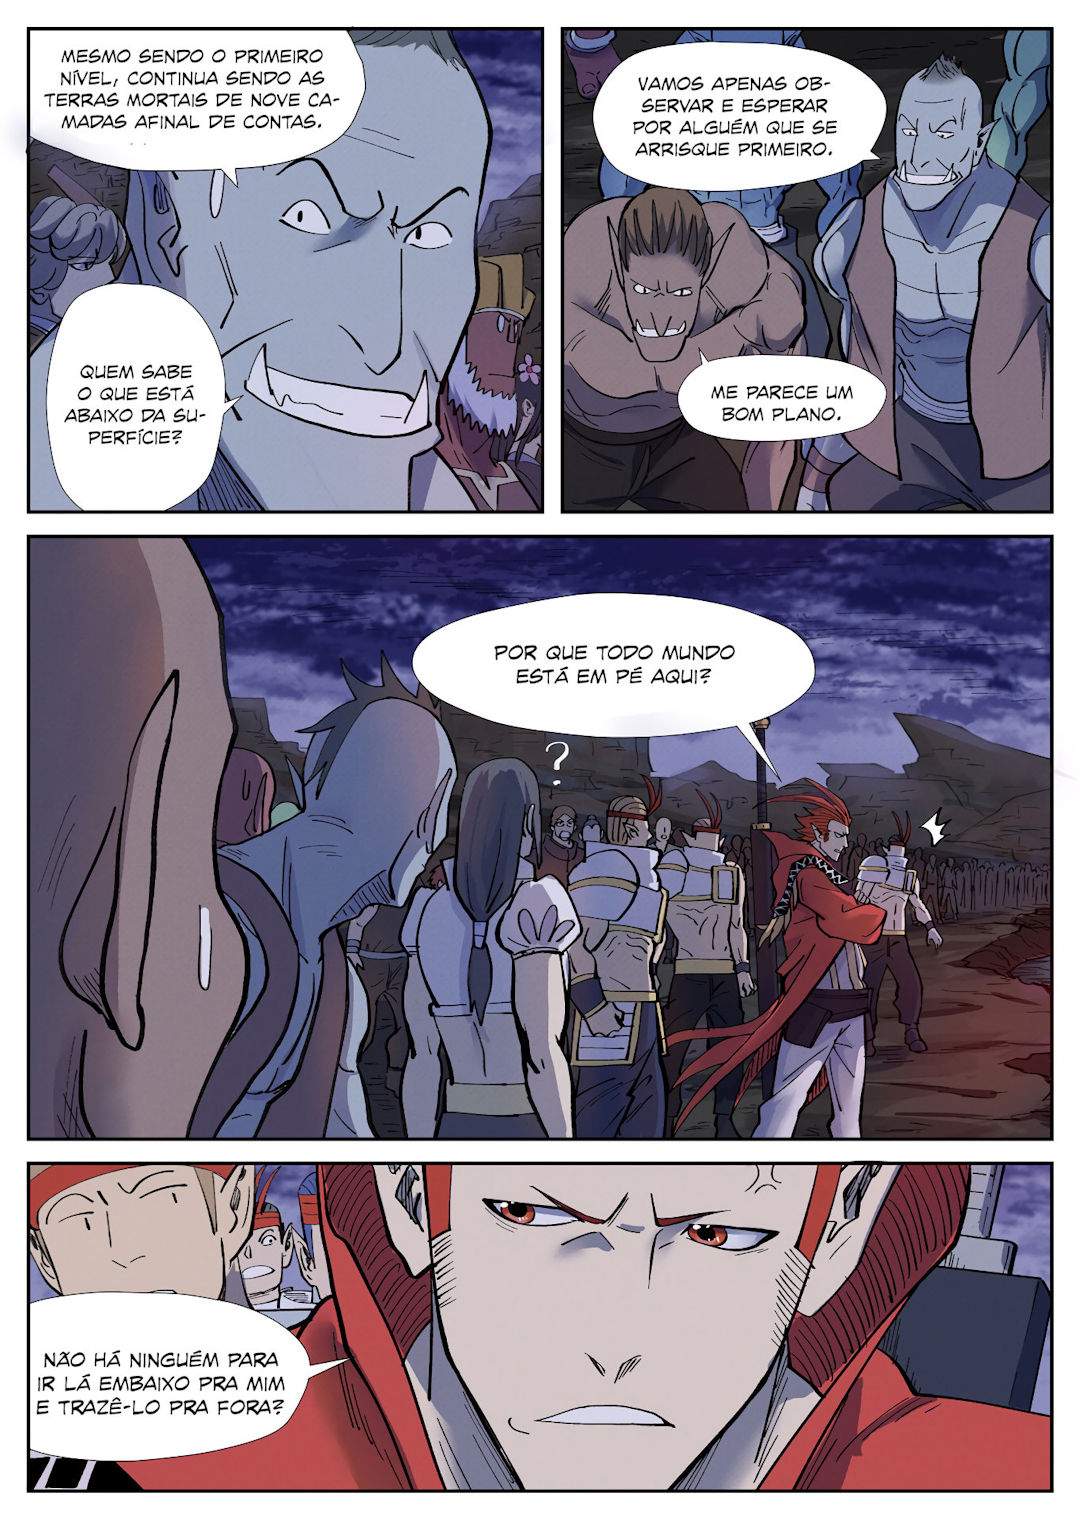 MESMO SENDO O PRIMEIRO
NÍVEL, CONTINUA SENDO AS
TERRAS MORTAIS DE NOVE CA-
MADAS AFINAL DE CONTAS.
QUEM SABE
O QUE ESTÁ
ABAIXO DA SU-
PERFÍCIE?
VAMOS APENAS OB-
SERVAR E ESPERAR
POR ALGUÉM QUE SE
ARRISQUE PRIMEIRO.
ME PARECE UM
BOM PLANO.
POR QUE TODO MUNDO
ESTÁ EM PÉ AQUI?
?
NÃO HÁ NINGUÉM PARA
IR LÁ EMBAIXO PRA MIM
E TRAZÊ-LO PRA FORA?